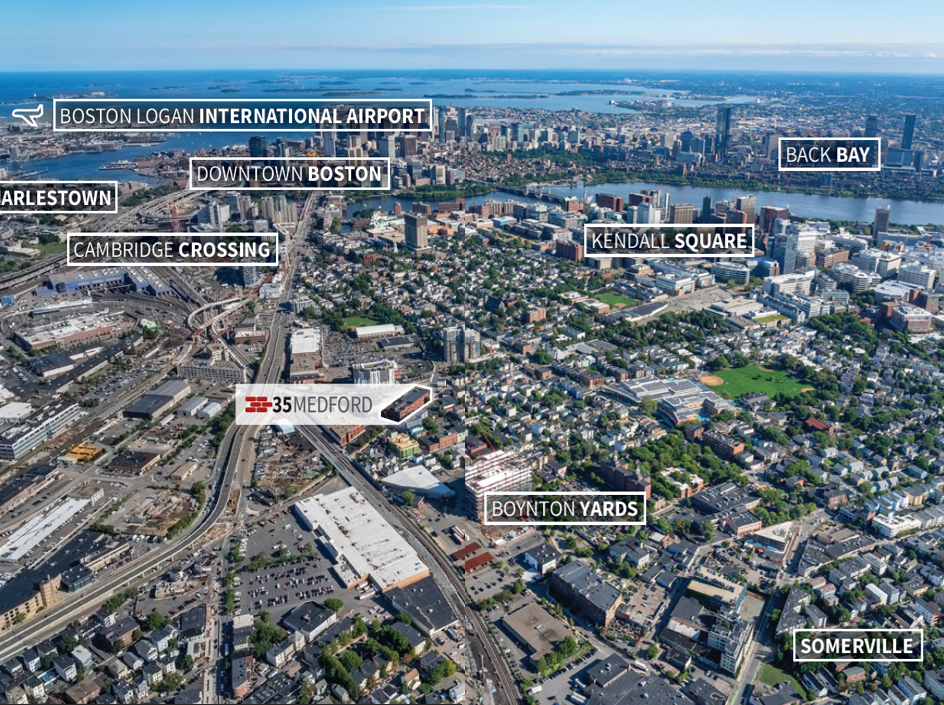 BOSTON LOGAN INTERNATIONAL AIRPORT
BACK BAY
DOWNTOWN BOSTON
ARLESTOWN
KENDALL SQUARE
CAMBRIDGE CROSSING
35MEDFORD
BOYNTON YARDS
SOMERVILLE